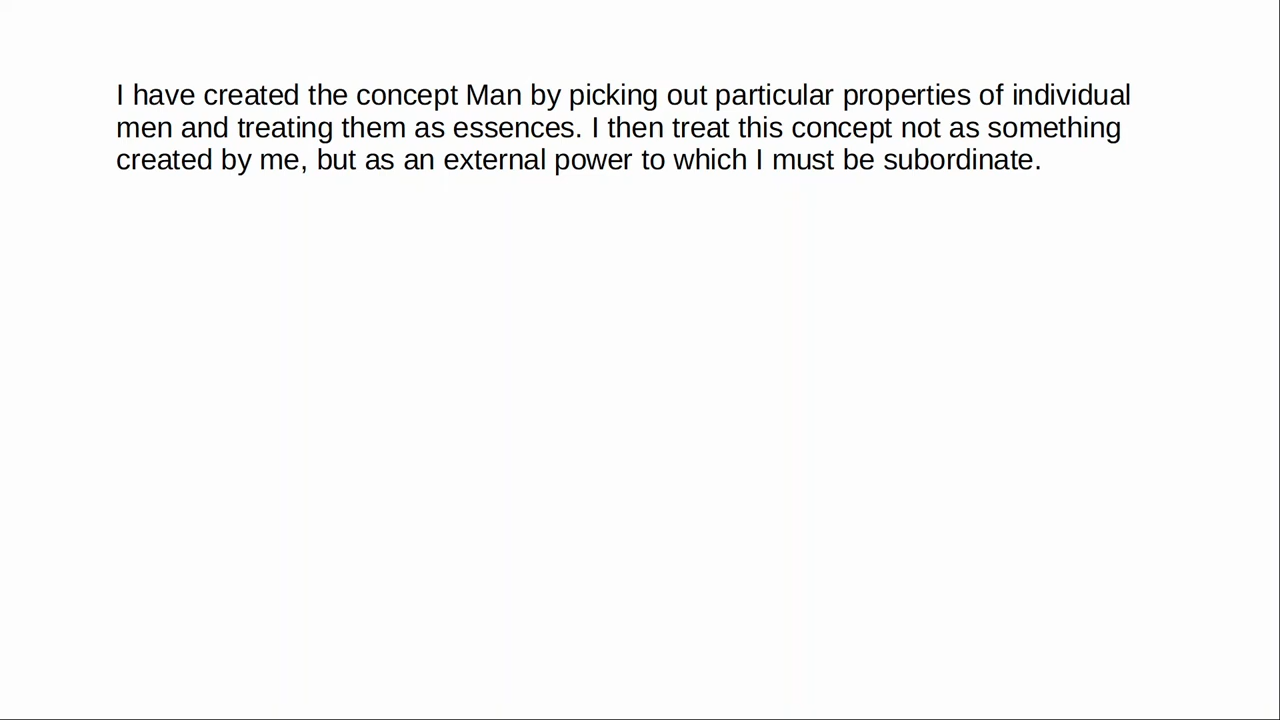 I have created the concept Man by picking out particular properties of individual
men and treating them as essences. I then treat this concept not as something
created by me, but as an external power to which I must be subordinate.